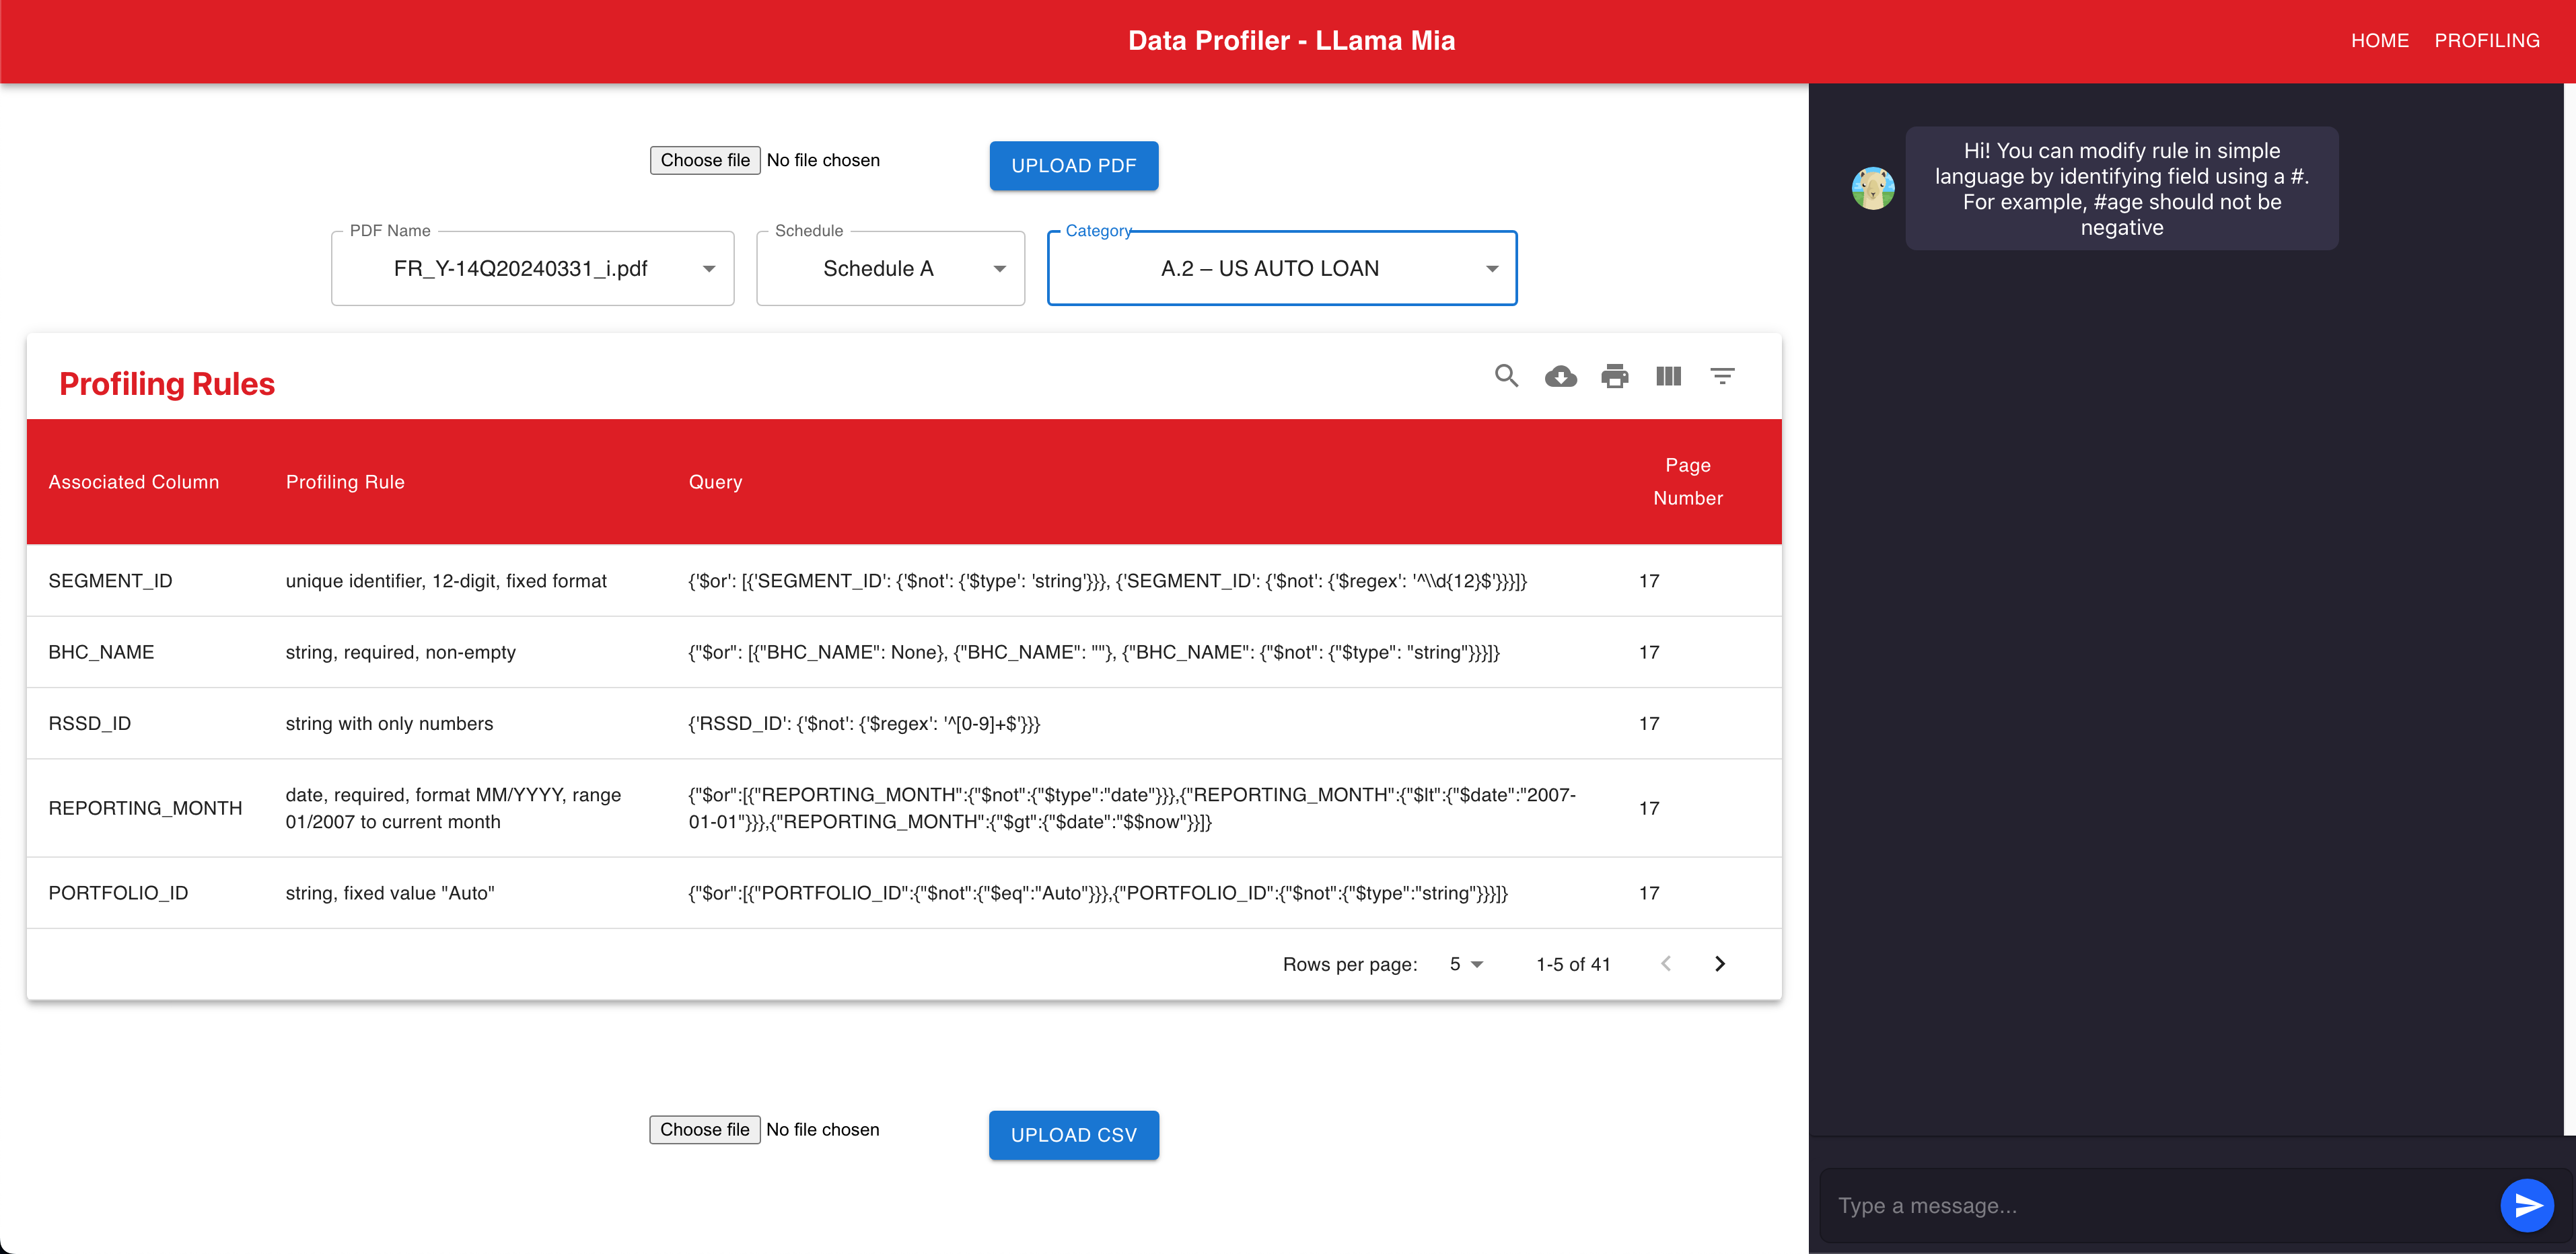 Data Profiler - LLama Mia
HOME
PROFILING
Choose file No file chosen
UPLOAD PDF
PDF Name
FR_Y-14Q20240331_i.pdf
Schedule
Schedule A
Category
A.2 – US AUTO LOAN
Profiling Rules
Associated Column
Profiling Rule
Query
Page
Number
SEGMENT_ID
unique identifier, 12-digit, fixed format
{'$or': [{'SEGMENT_ID': {'$not': {'$type': 'string'}}}, {'SEGMENT_ID': {'$not': {'$regex': '^\\d{12}$'}}}]}
17
BHC_NAME
string, required, non-empty
{"$or": [{"BHC_NAME": None}, {"BHC_NAME": ""}, {"BHC_NAME": {"$not": {"$type": "string"}}}]}
17
RSSD_ID
string with only numbers
{'RSSD_ID': {'$not': {'$regex': '^[0-9]+$'}}}
17
REPORTING_MONTH
date, required, format MM/YYYY, range
01/2007 to current month
{"$or":[{"REPORTING_MONTH":{"$not":{"$type":"date"}}},{"REPORTING_MONTH":{"$lt":{"$date":"2007-
01-01"}}},{"REPORTING_MONTH":{"$gt":{"$date":"$$now"}}]}
17
PORTFOLIO_ID
string, fixed value "Auto"
{"$or":[{"PORTFOLIO_ID":{"$not":{"$eq":"Auto"}}},{"PORTFOLIO_ID":{"$not":{"$type":"string"}}}]}
17
Rows per page:
5
1-5 of 41
Choose file No file chosen
UPLOAD CSV
Hi! You can modify rule in simple
language by identifying field using a #.
For example, #age should not be
negative
Type a message...